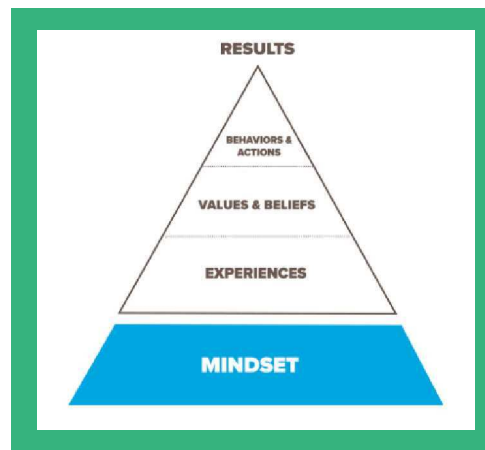 RESULTS
BEHAVIORS &
ACTIONS
VALUES & BELIEFS
EXPERIENCES
MINDSET